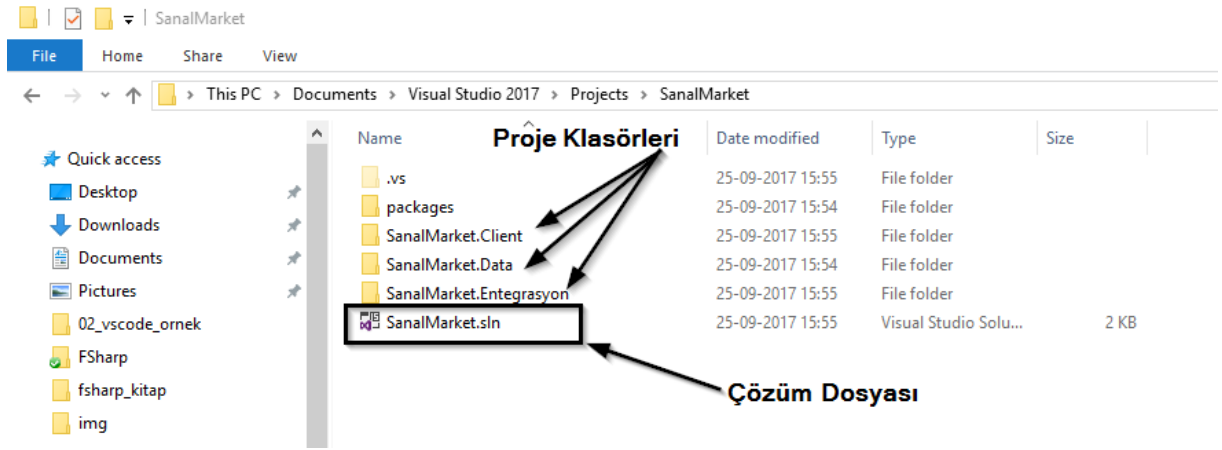 SanalMarket
File Home Share View
This PC > Documents > Visual Studio 2017 > Projects > SanalMarket
Name Proje Klasörleri Date modified Type Size
Quick access
Desktop
Downloads
Documents
Pictures
02_vscode_ornek
FSharp
fsharp_kitap
img
.vs 25-09-2017 15:55 File folder
packages 25-09-2017 15:54 File folder
SanalMarket.Client 25-09-2017 15:55 File folder
SanalMarket.Data 25-09-2017 15:54 File folder
SanalMarket.Entegrasyon 25-09-2017 15:55 File folder
SanalMarket.sln 25-09-2017 15:55 Visual Studio Solu... 2 KB
Çözüm Dosyası